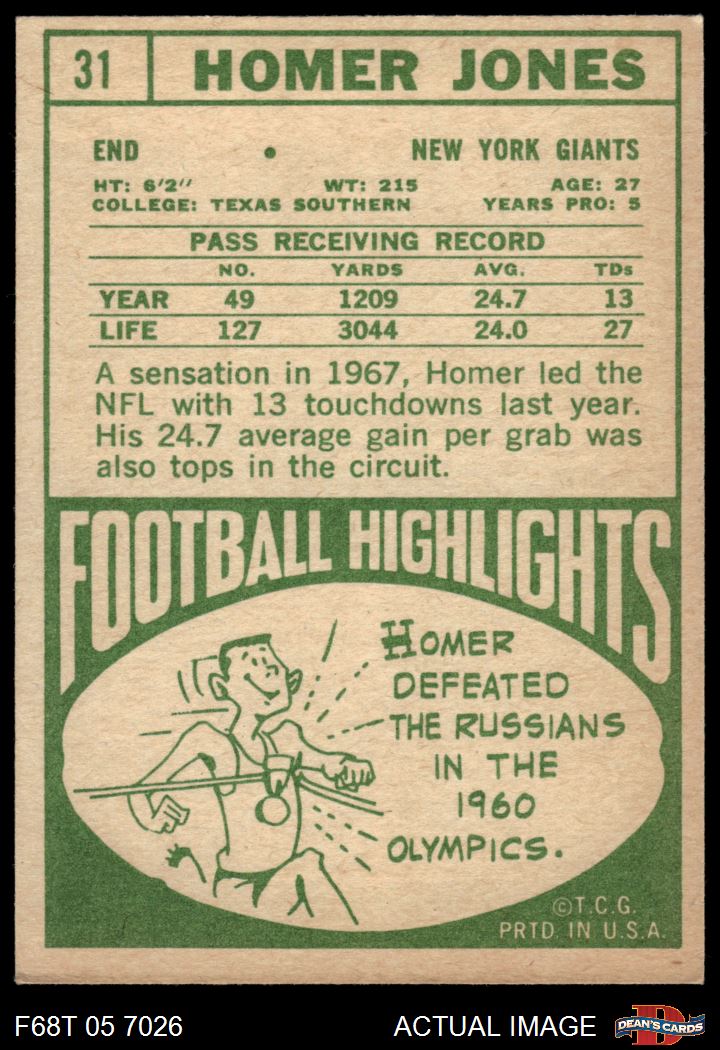 31 HOMER JONES
END • NEW YORK GIANTS
HT: 6'2" WT: 215 AGE: 27
COLLEGE: TEXAS SOUTHERN YEARS PRO: 5
PASS RECEIVING RECORD
NO. YARDS AVG. TDs
YEAR 49 1209 24.7 13
LIFE 127 3044 24.0 27
A sensation in 1967, Homer led the
NFL with 13 touchdowns last year.
His 24.7 average gain per grab was
also tops in the circuit.
FOOTBALL HIGHLIGHTS
HOMER
DEFEATED
THE RUSSIANS
IN THE
1960
OLYMPICS.
©T.C.G.
PRTD. IN U.S.A.
F68T 05 7026 ACTUAL IMAGE D DEAN'S CARDS